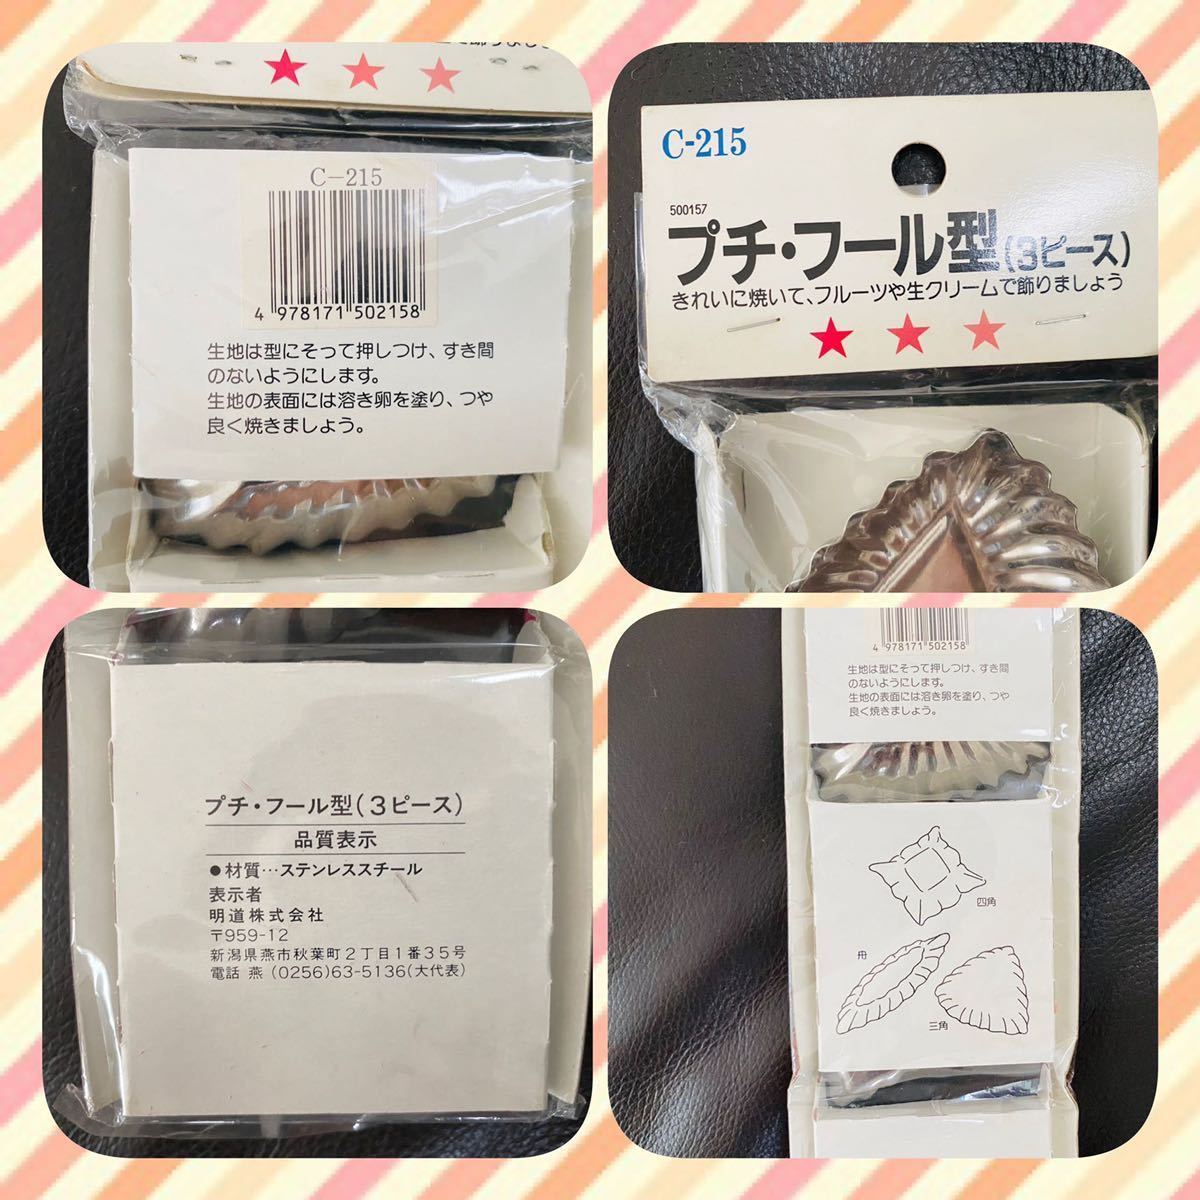 C-215
4 978171 502158
生地は型にそって押しつけ、すき間
のないようにします。
生地の表面には溶き卵を塗り、つや
良く焼きましょう。
C-215
500157
プチ・フール型(3ピース)
きれいに焼いて、フルーツや生クリームで飾りましょう
プチ・フール型(3ピース)
品質表示
●材質…ステンレススチール
表示者
明道株式会社
〒959-12
新潟県燕市秋葉町2丁目1番35号
電話 燕 (0256)63-5136(大代表)
4 978171 502158
生地は型にそって押しつけ、すき間
のないようにします。
生地の表面には溶き卵を塗り、つや
良く焼きましょう。
四角
舟
三角